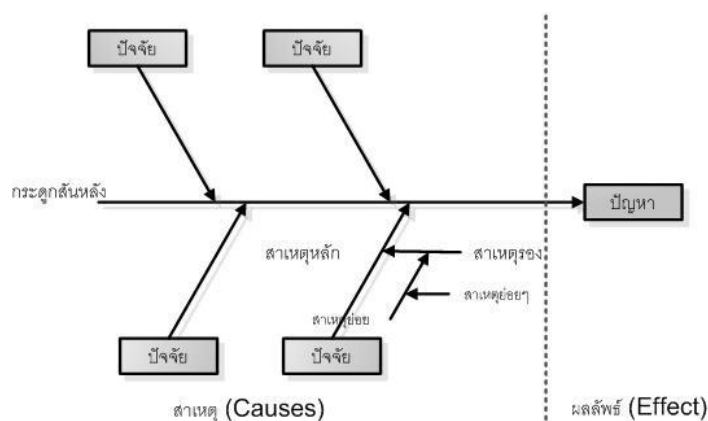 ปัจจัย
ปัจจัย
กระดูกสันหลัง
ปัญหา
สาเหตุหลัก
สาเหตุรอง
สาเหตุย่อยๆ
สาเหตุย่อย
ปัจจัย
ปัจจัย
สาเหตุ (Causes)
ผลลัพธ์ (Effect)